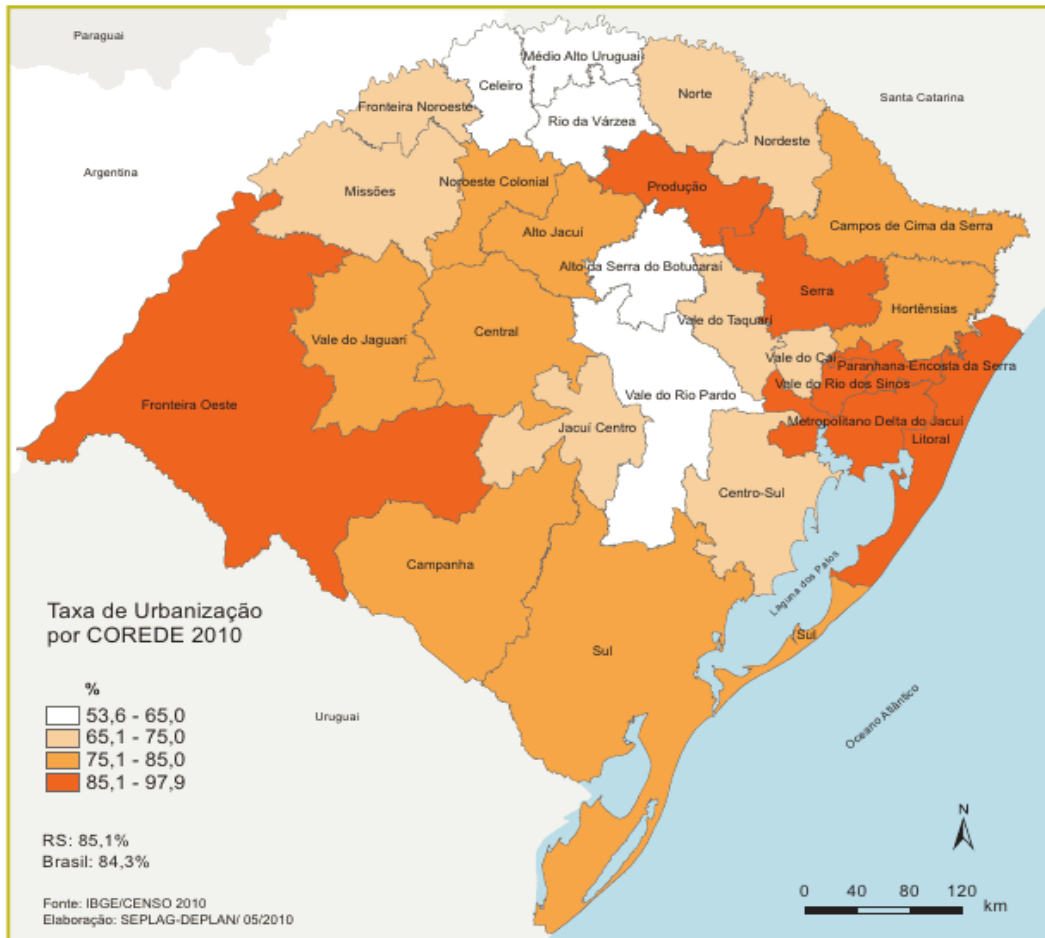 Paraguai
Médio Alto Uruguai
Celeiro
Norte
Santa Catarina
Fronteira Noroeste
Rio da Várzea
Nordeste
Argentina
Missões
Noroeste Colonial
Produção
Alto Jacuí
Campos de Cima da Serra
Alto da Serra do Botucaraí
Serra
Hortênsias
Vale do Jaguarí
Central
Vale do Taquarí
Vale do Caí
Paranhana-Encosta da Serra
Vale do Rio dos Sinos
Fronteira Oeste
Vale do Rio Pardo
Metropolitano Delta do Jacuí
Jacuí Centro
Litoral
Centro-Sul
Campanha
Laguna dos Patos
Taxa de Urbanização
por COREDE 2010
(Sul
Sul
%
53,6 - 65,0
65,1 - 75,0
75,1 - 85,0
85,1 - 97,9
Uruguai
Oceano Atlântico
RS: 85,1%
Brasil: 84,3%
N
Fonte: IBGE/CENSO 2010
Elaboração: SEPLAG-DEPLAN/ 05/2010
0 40 80 120
km